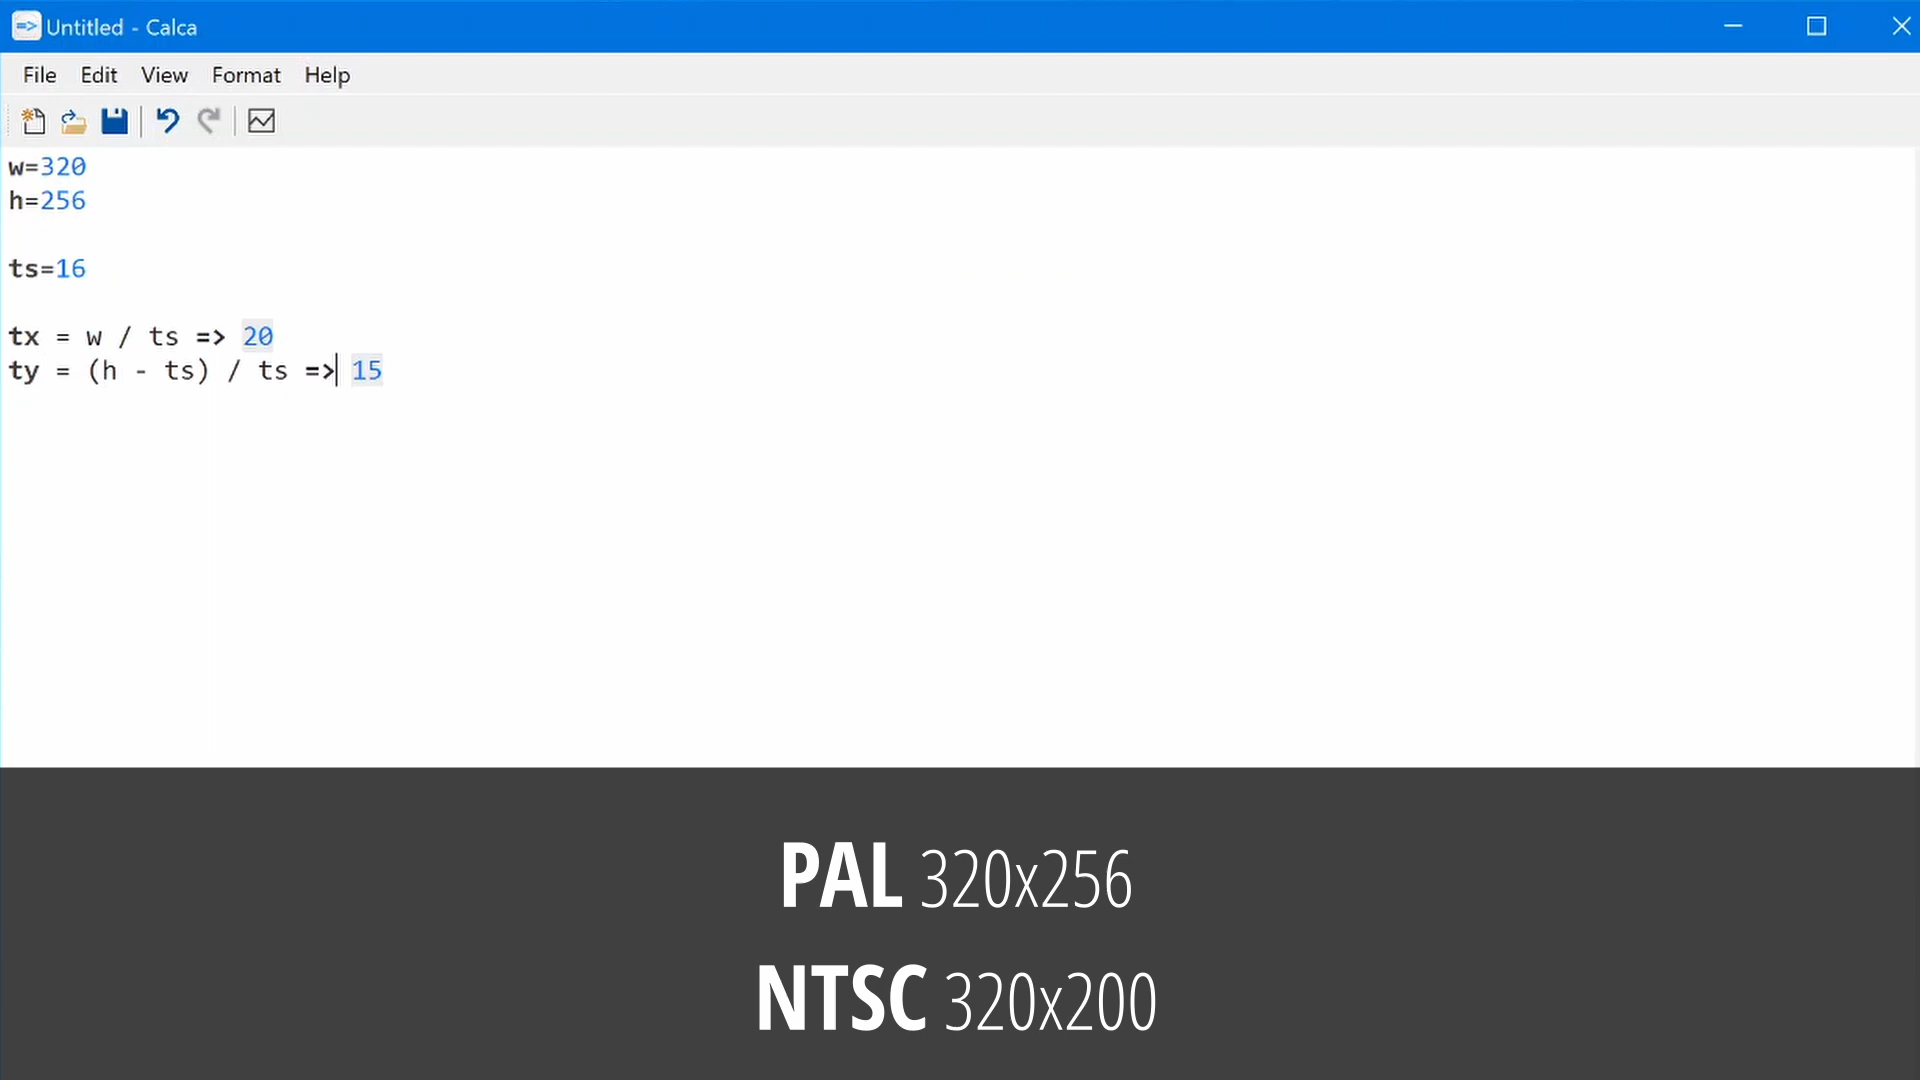 Untitled - Calca
File Edit View Format Help
w=320
h=256
ts=16
tx = w / ts => 20
ty = (h - ts) / ts => 15
PAL 320x256
NTSC 320x200